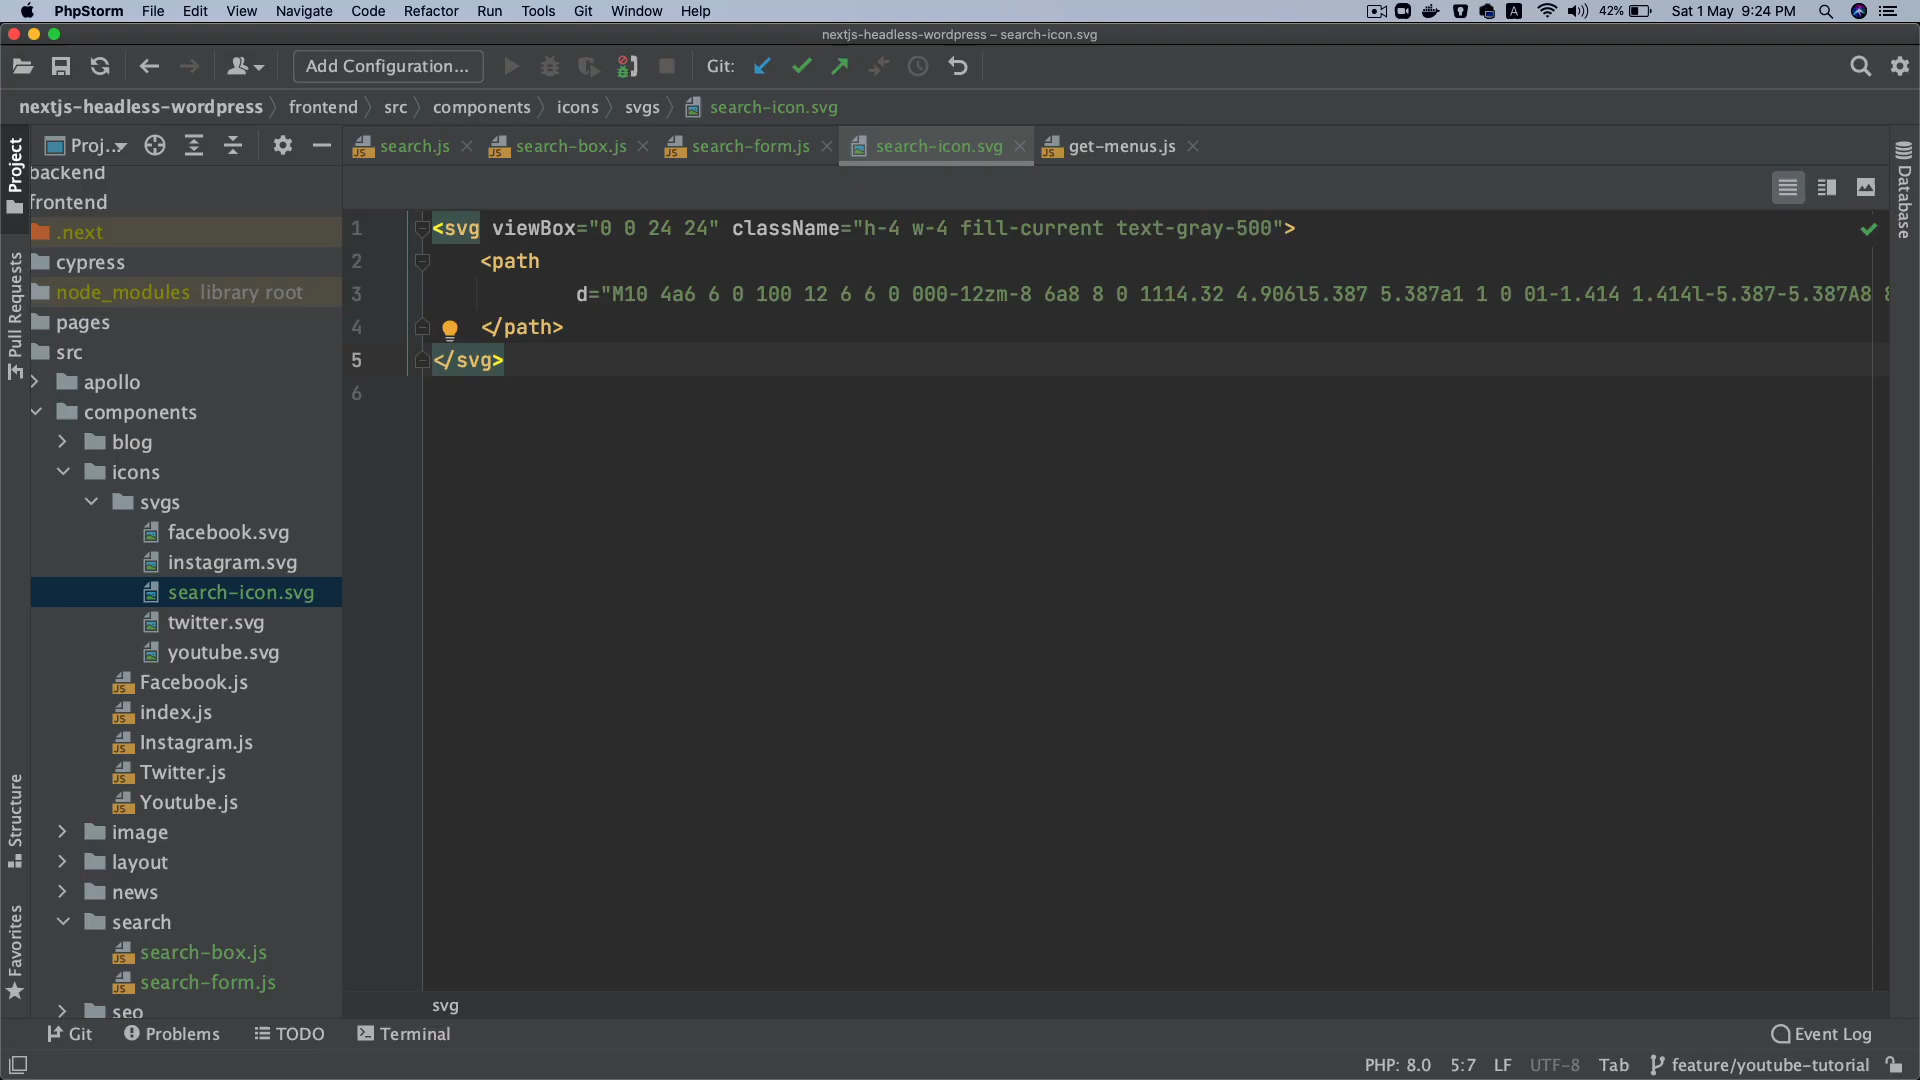 PhpStorm File Edit View Navigate Code Refactor Run Tools Git Window Help
A 42% Sat 1 May 9:24 PM
nextjs-headless-wordpress – search-icon.svg
Add Configuration... Git:
nextjs-headless-wordpress frontend src components icons svgs search-icon.svg
Project
Proj...
search.js search-box.js search-form.js search-icon.svg get-menus.js
Database
backend
frontend
.next
cypress
node_modules library root
pages
src
apollo
components
blog
icons
svgs
facebook.svg
instagram.svg
search-icon.svg
twitter.svg
youtube.svg
Facebook.js
index.js
Instagram.js
Twitter.js
Youtube.js
image
layout
news
search
search-box.js
search-form.js
seo
Pull Requests
Structure
Favorites
1 <svg viewBox="0 0 24 24" className="h-4 w-4 fill-current text-gray-500">
2 <path
3 d="M10 4a6 6 0 100 12 6 6 0 000-12zm-8 6a8 8 0 1114.32 4.906l5.387 5.387a1 1 0 01-1.414 1.414l-5.387-5.387A8 8
4 </path>
5 </svg>
6
svg
Git Problems TODO Terminal Event Log
PHP: 8.0 5:7 LF UTF-8 Tab feature/youtube-tutorial